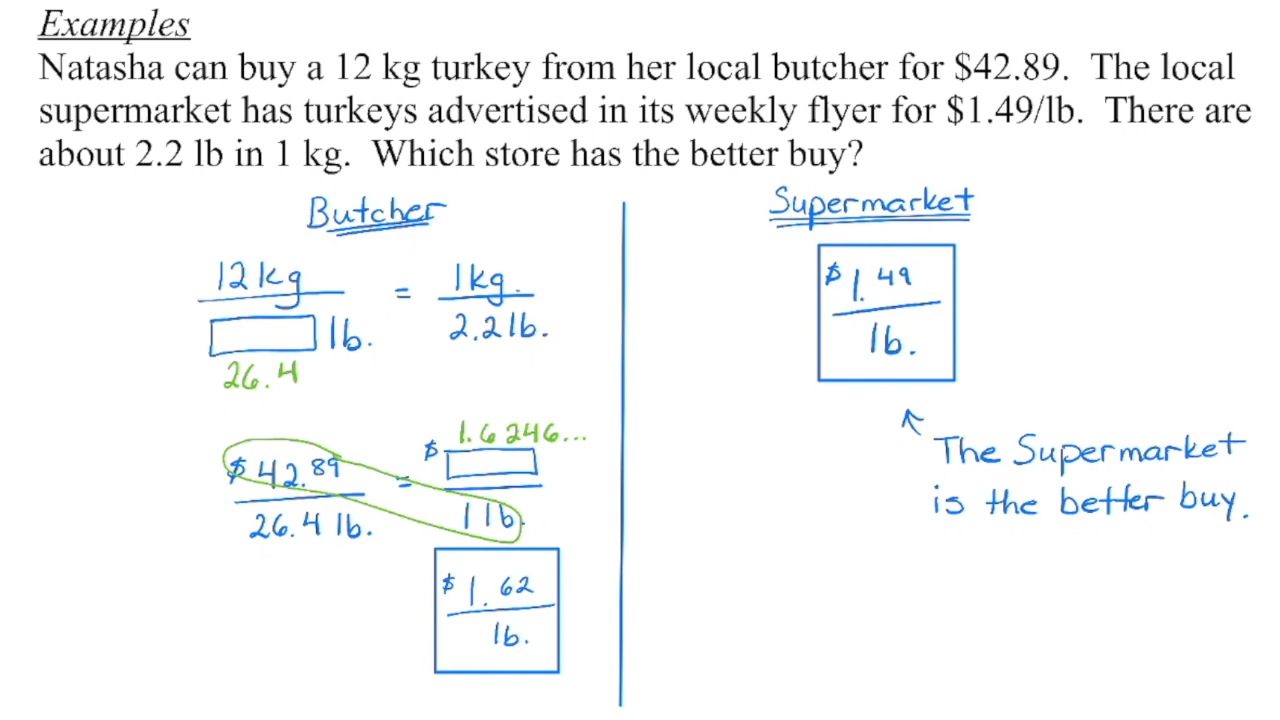 Examples
Natasha can buy a 12 kg turkey from her local butcher for $42.89. The local
supermarket has turkeys advertised in its weekly flyer for $1.49/lb. There are
about 2.2 lb in 1 kg. Which store has the better buy?
Butcher
12 kg = 1 kg.
lb. 2.2 lb.
26.4
$ 1.6246...
$42.89 =
26.4 lb. 1 lb.
$1.62
lb.
Supermarket
$1.49
lb.
The Supermarket
is the better buy.